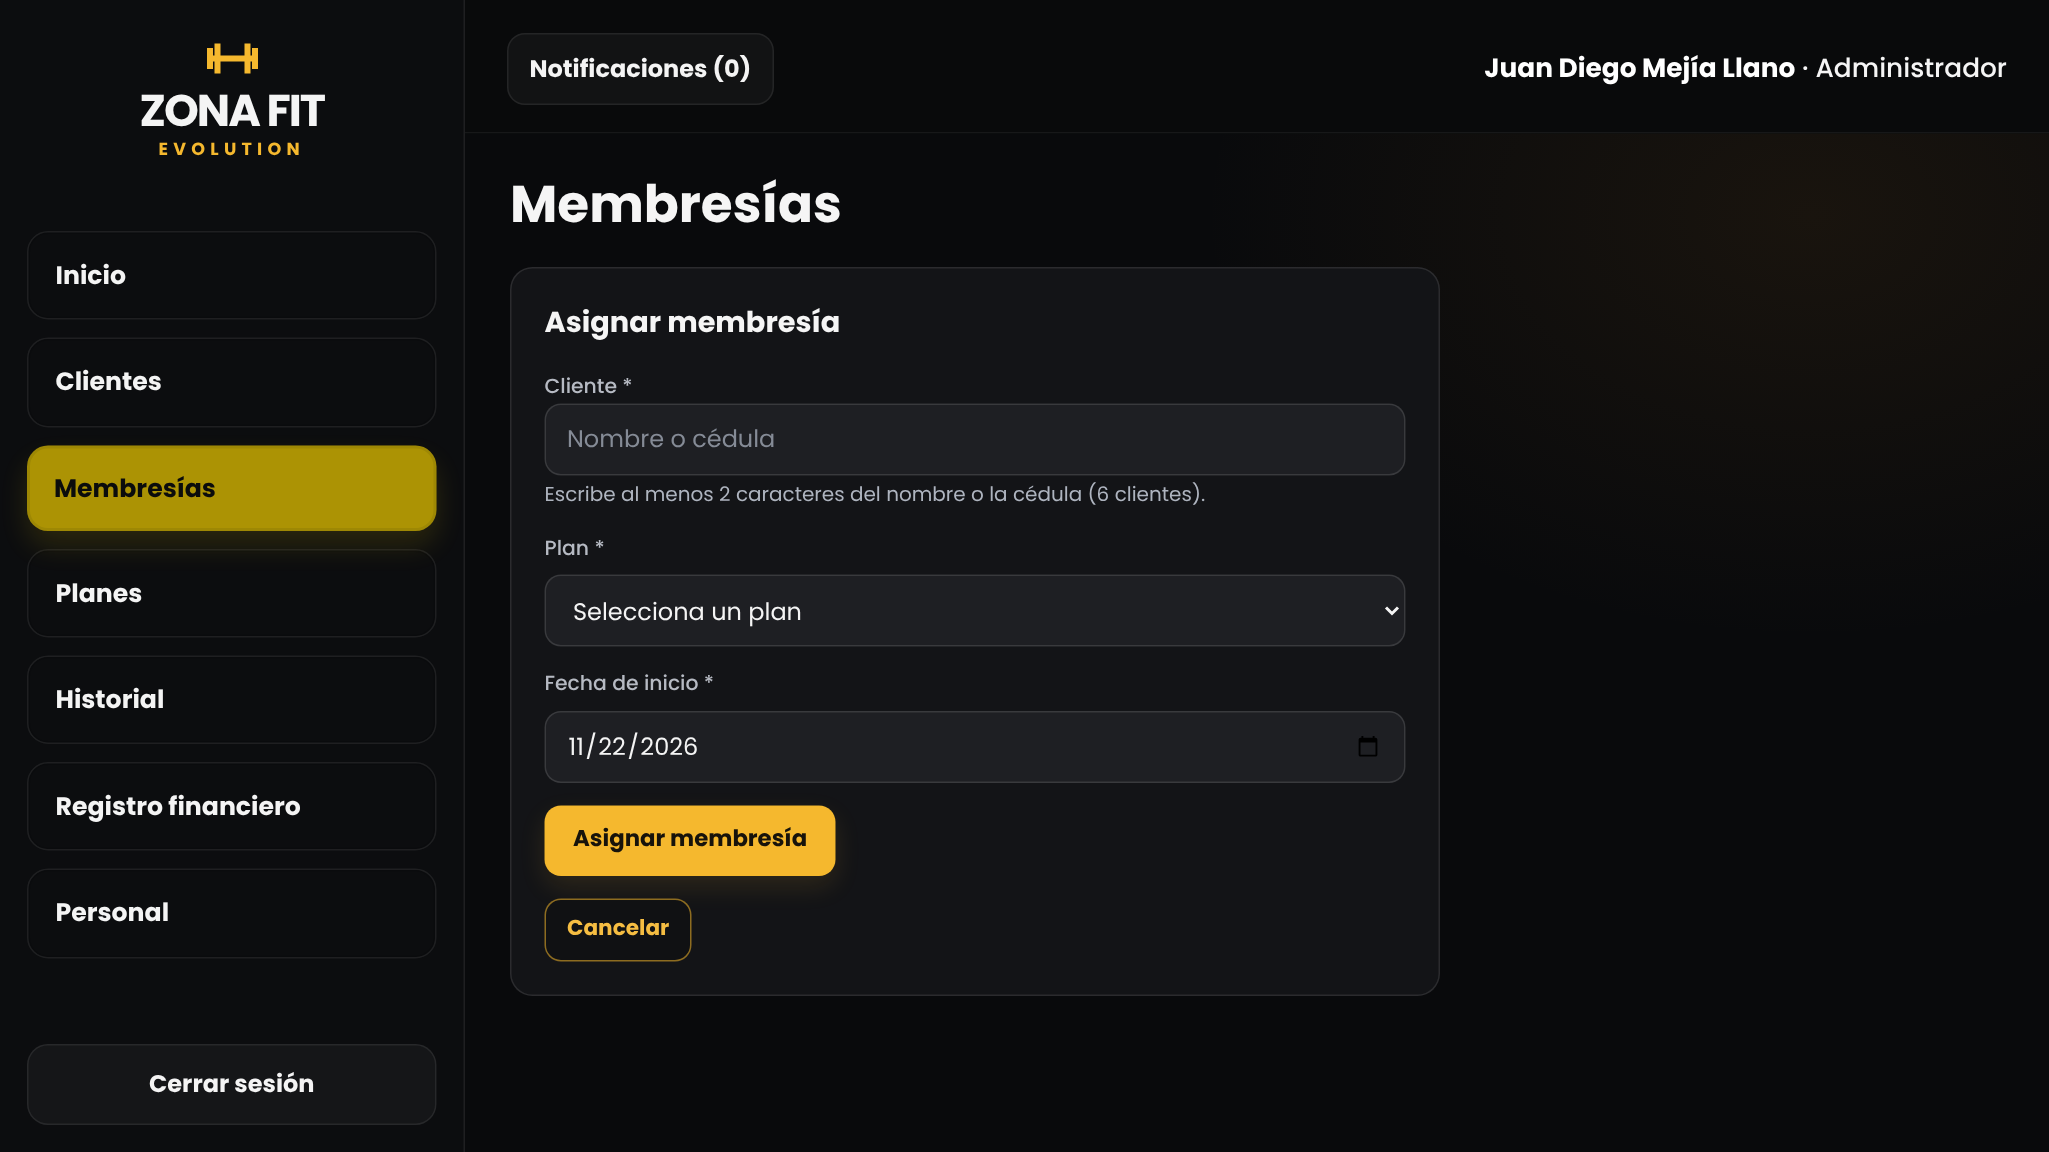 ZONA FIT
EVOLUTION
Inicio
Clientes
Membresías
Planes
Historial
Registro financiero
Personal
Cerrar sesión
Notificaciones (0)
Juan Diego Mejía Llano · Administrador
Membresías
Asignar membresía
Cliente *
Nombre o cédula
Escribe al menos 2 caracteres del nombre o la cédula (6 clientes).
Plan *
Selecciona un plan
Fecha de inicio *
11/22/2026
Asignar membresía
Cancelar